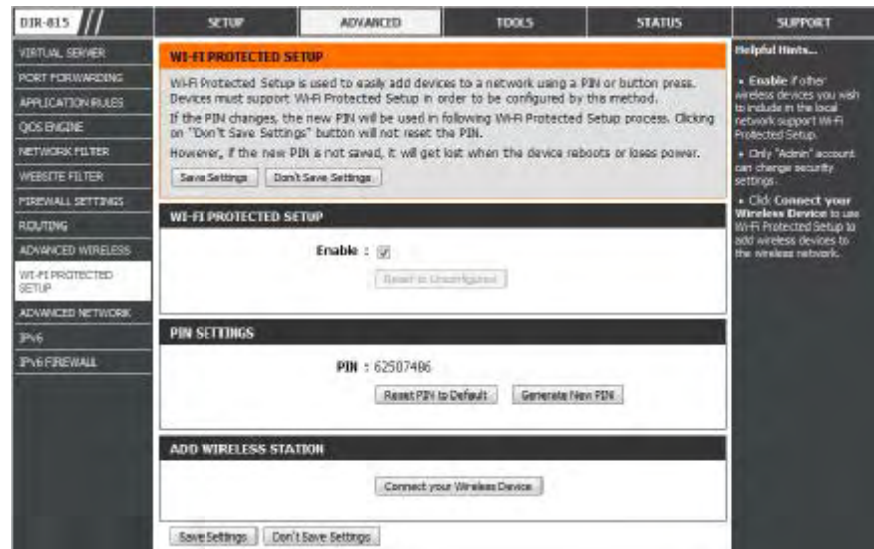 DIR-815
SETUP
ADVANCED
TOOLS
STATUS
SUPPORT
VIRTUAL SERVER
PORT FORWARDING
APPLICATION RULES
QOS ENGINE
NETWORK FILTER
WEBSITE FILTER
FIREWALL SETTINGS
ROUTING
ADVANCED WIRELESS
WI-FI PROTECTED
SETUP
ADVANCED NETWORK
IPv6
IPv6 FIREWALL
WI-FI PROTECTED SETUP
Wi-Fi Protected Setup is used to easily add devices to a network using a PIN or button press.
Devices must support Wi-Fi Protected Setup in order to be configured by this method.
If the PIN changes, the new PIN will be used in following Wi-Fi Protected Setup process. Clicking
on "Don't Save Settings" button will not reset the PIN.
However, if the new PIN is not saved, it will get lost when the device reboots or loses power.
Save Settings
Don't Save Settings
WI-FI PROTECTED SETUP
Enable :
Reset to Unconfigured
PIN SETTINGS
PIN : 62507486
Reset PIN to Default
Generate New PIN
ADD WIRELESS STATION
Connect your Wireless Device
Save Settings
Don't Save Settings
Helpful Hints...
• Enable if other
wireless devices you wish
to include in the local
network support Wi-Fi
Protected Setup.
• Only "Admin" account
can change security
settings.
• Click Connect your
Wireless Device to use
Wi-Fi Protected Setup to
add wireless devices to
the wireless network.